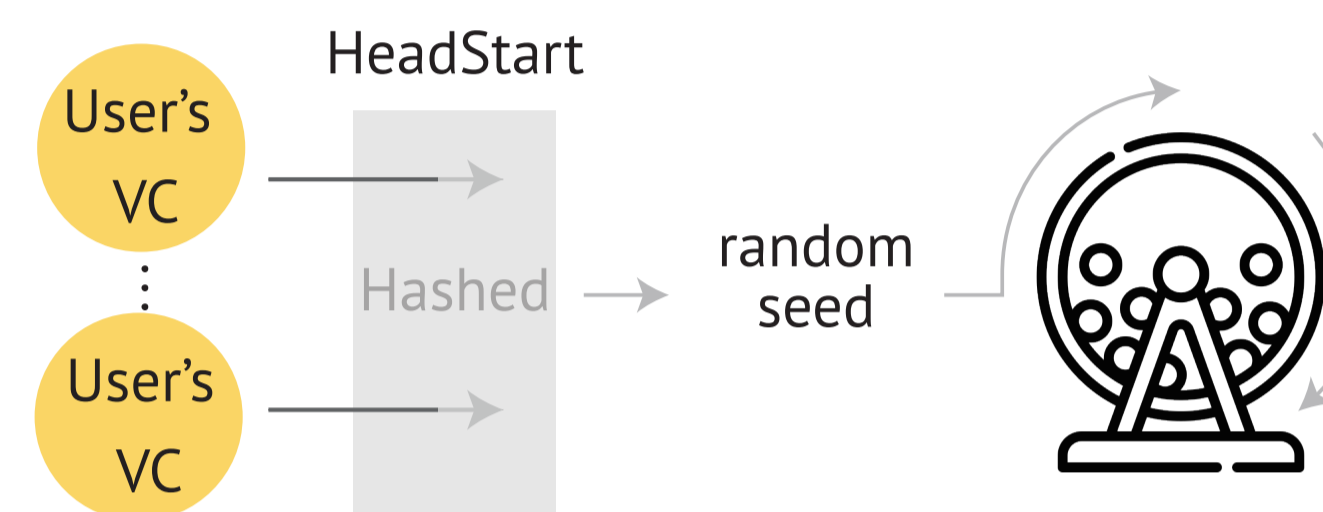 HeadStart
User’s
VC
User’s
VC
Hashed
random
seed